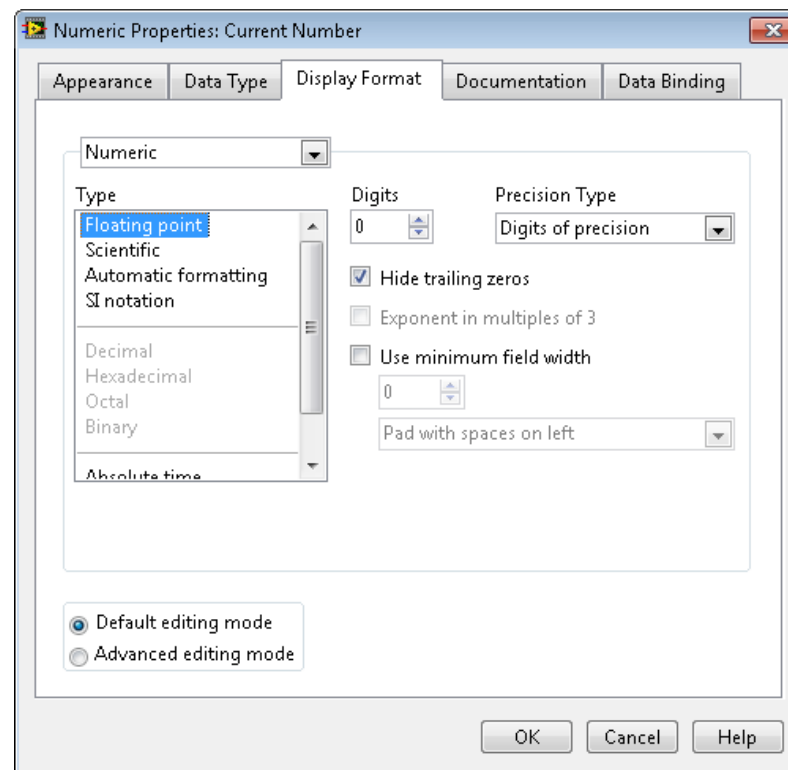 Numeric Properties: Current Number
Appearance Data Type Display Format Documentation Data Binding
Numeric
Type Digits Precision Type
Floating point 0 Digits of precision
Scientific
Automatic formatting Hide trailing zeros
SI notation
Exponent in multiples of 3
Decimal Use minimum field width
Hexadecimal
Octal 0
Binary Pad with spaces on left
Absolute time
Default editing mode
Advanced editing mode
OK Cancel Help